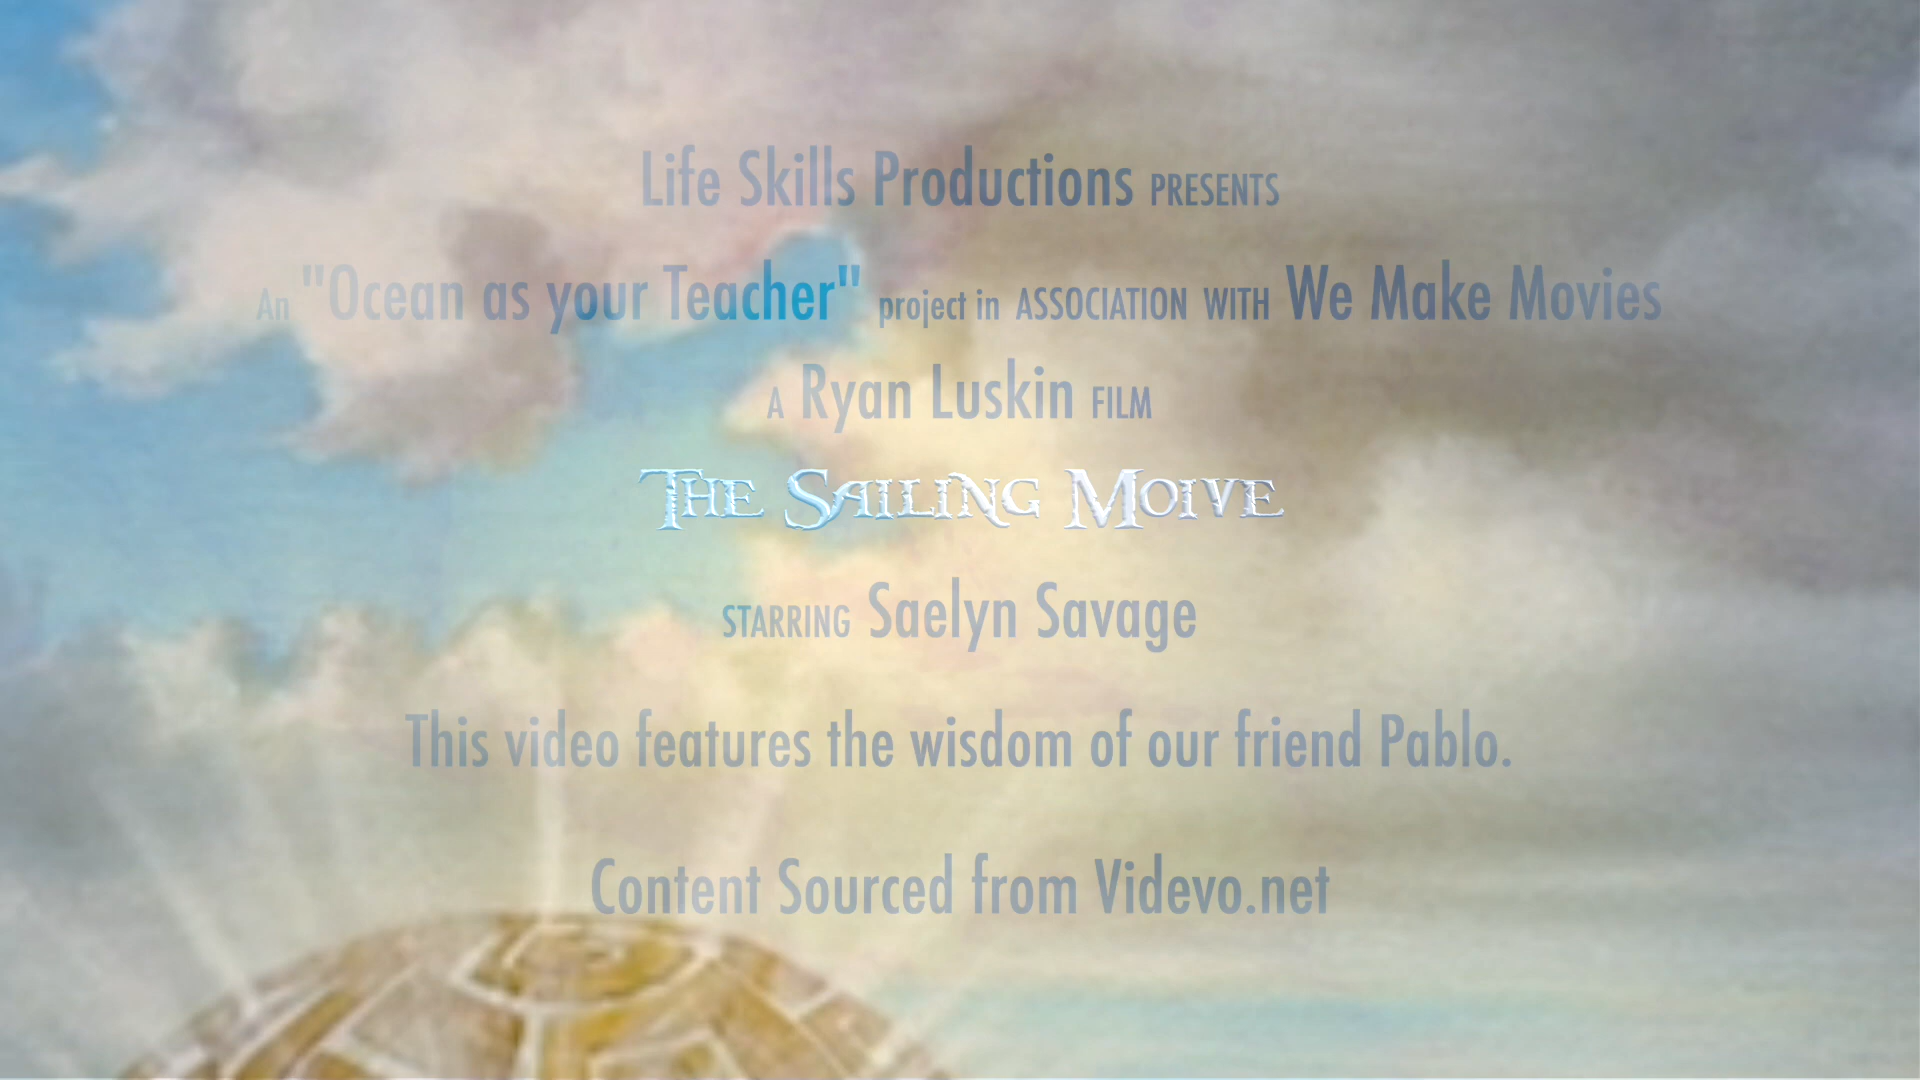 Life Skills Productions PRESENTS
An "Ocean as your Teacher" project in ASSOCIATION WITH We Make Movies
A Ryan Luskin FILM
THE SAILING MOIVE
STARRING Saelyn Savage
This video features the wisdom of our friend Pablo.
Content Sourced from Videvo.net